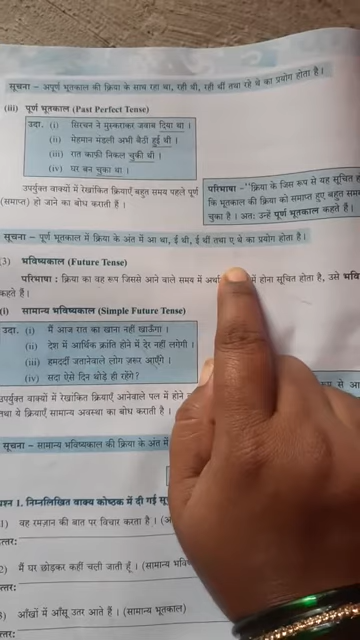 सूचना – अपूर्ण भूतकाल की क्रिया के साथ रहा था, रही थी, रही थीं तथा रहे थे का प्रयोग होता है।
(iii) पूर्ण भूतकाल (Past Perfect Tense)
उदा. (i) सिरचन ने मुस्कराकर जवाब दिया था।
(ii) मेहमान मंडली अभी बैठी हुई थी।
(iii) रात काफी निकल चुकी थी।
(iv) घर बन चुका था।
उपर्युक्त वाक्यों में रेखांकित क्रियाएँ बहुत समय पहले पूर्ण
(समाप्त) हो जाने का बोध कराती हैं।
परिभाषा –"क्रिया के जिस रूप से यह सूचित ह
कि भूतकाल की क्रिया को समाप्त हुए बहुत समय
चुका है। अत: उन्हें पूर्ण भूतकाल कहते हैं।
सूचना – पूर्ण भूतकाल में क्रिया के अंत में आ था, ई थी, ई थीं तथा ए थे का प्रयोग होता है।
3) भविष्यकाल (Future Tense)
परिभाषा : क्रिया का वह रूप जिससे आने वाले समय में में होना सूचित होता है, उसे भवि
कहते हैं।
(i) सामान्य भविष्यकाल (Simple Future Tense)
उदा. (i) मैं आज रात का खाना नहीं खाऊँगा।
(ii) देश में आर्थिक क्रांति होने में देर नहीं लगेगी।
(iii) हमदर्दी जतानेवाले लोग ज़रूर आएँगे।
(iv) सदा ऐसे दिन थोड़े ही रहेंगे?
उपर्युक्त वाक्यों में रेखांकित क्रियाएँ आनेवाले पल में होने
तथा ये क्रियाएँ सामान्य अवस्था का बोध कराती है।
से आ
सूचना – सामान्य भविष्यकाल की क्रिया के अंत में
प्रश्न 1. निम्नलिखित वाक्य कोष्ठक में दी गई सू
1) वह रमज़ान की बात पर विचार करता है। (अ
त्तर:
2) मैं घर छोड़कर कहीं चली जाती हूँ। (सामान्य भवि
त्तर:
3) आँखों में आँसू उतर आते हैं। (सामान्य भूतकाल)
त्तर: